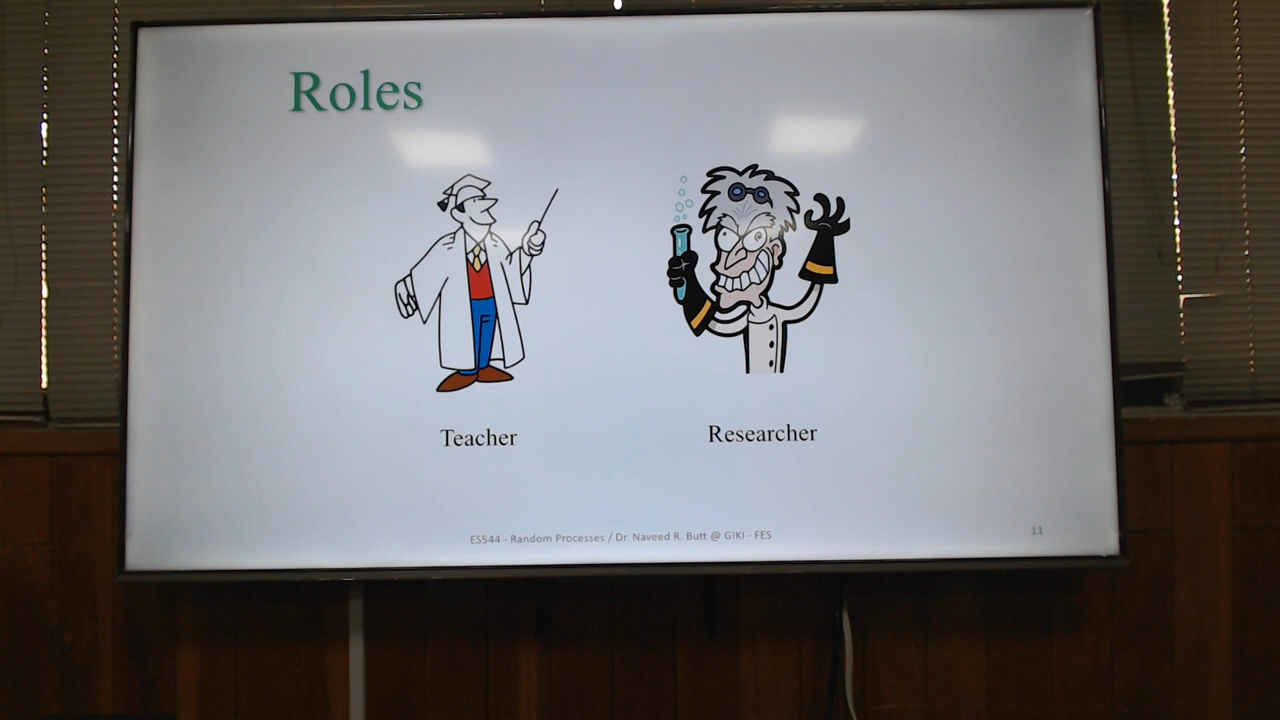 Roles
Teacher
Researcher
ES544 - Random Processes / Dr. Naveed R. Butt @ GIKI - FES
11